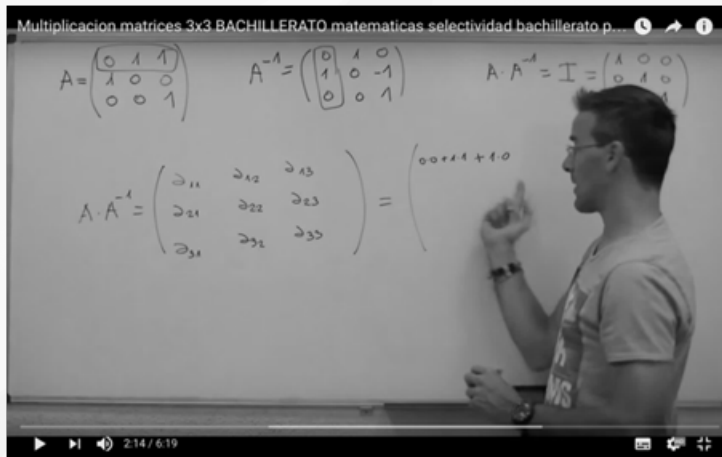 Multiplicacion matrices 3x3 BACHILLERATO matematicas selectividad bachillerato p...
A = (0 1 1
1 0 0
0 0 1)
A⁻¹ = (0 1 0
1 0 -1
0 0 1)
A · A⁻¹ = I = (1 0 0
0 1 0
1)
A · A⁻¹ = (a₁₁ a₁₂ a₁₃
a₂₁ a₂₂ a₂₃
a₃₁ a₃₂ a₃₃) = (0·0+1·1+1·0
2:14 / 6:19